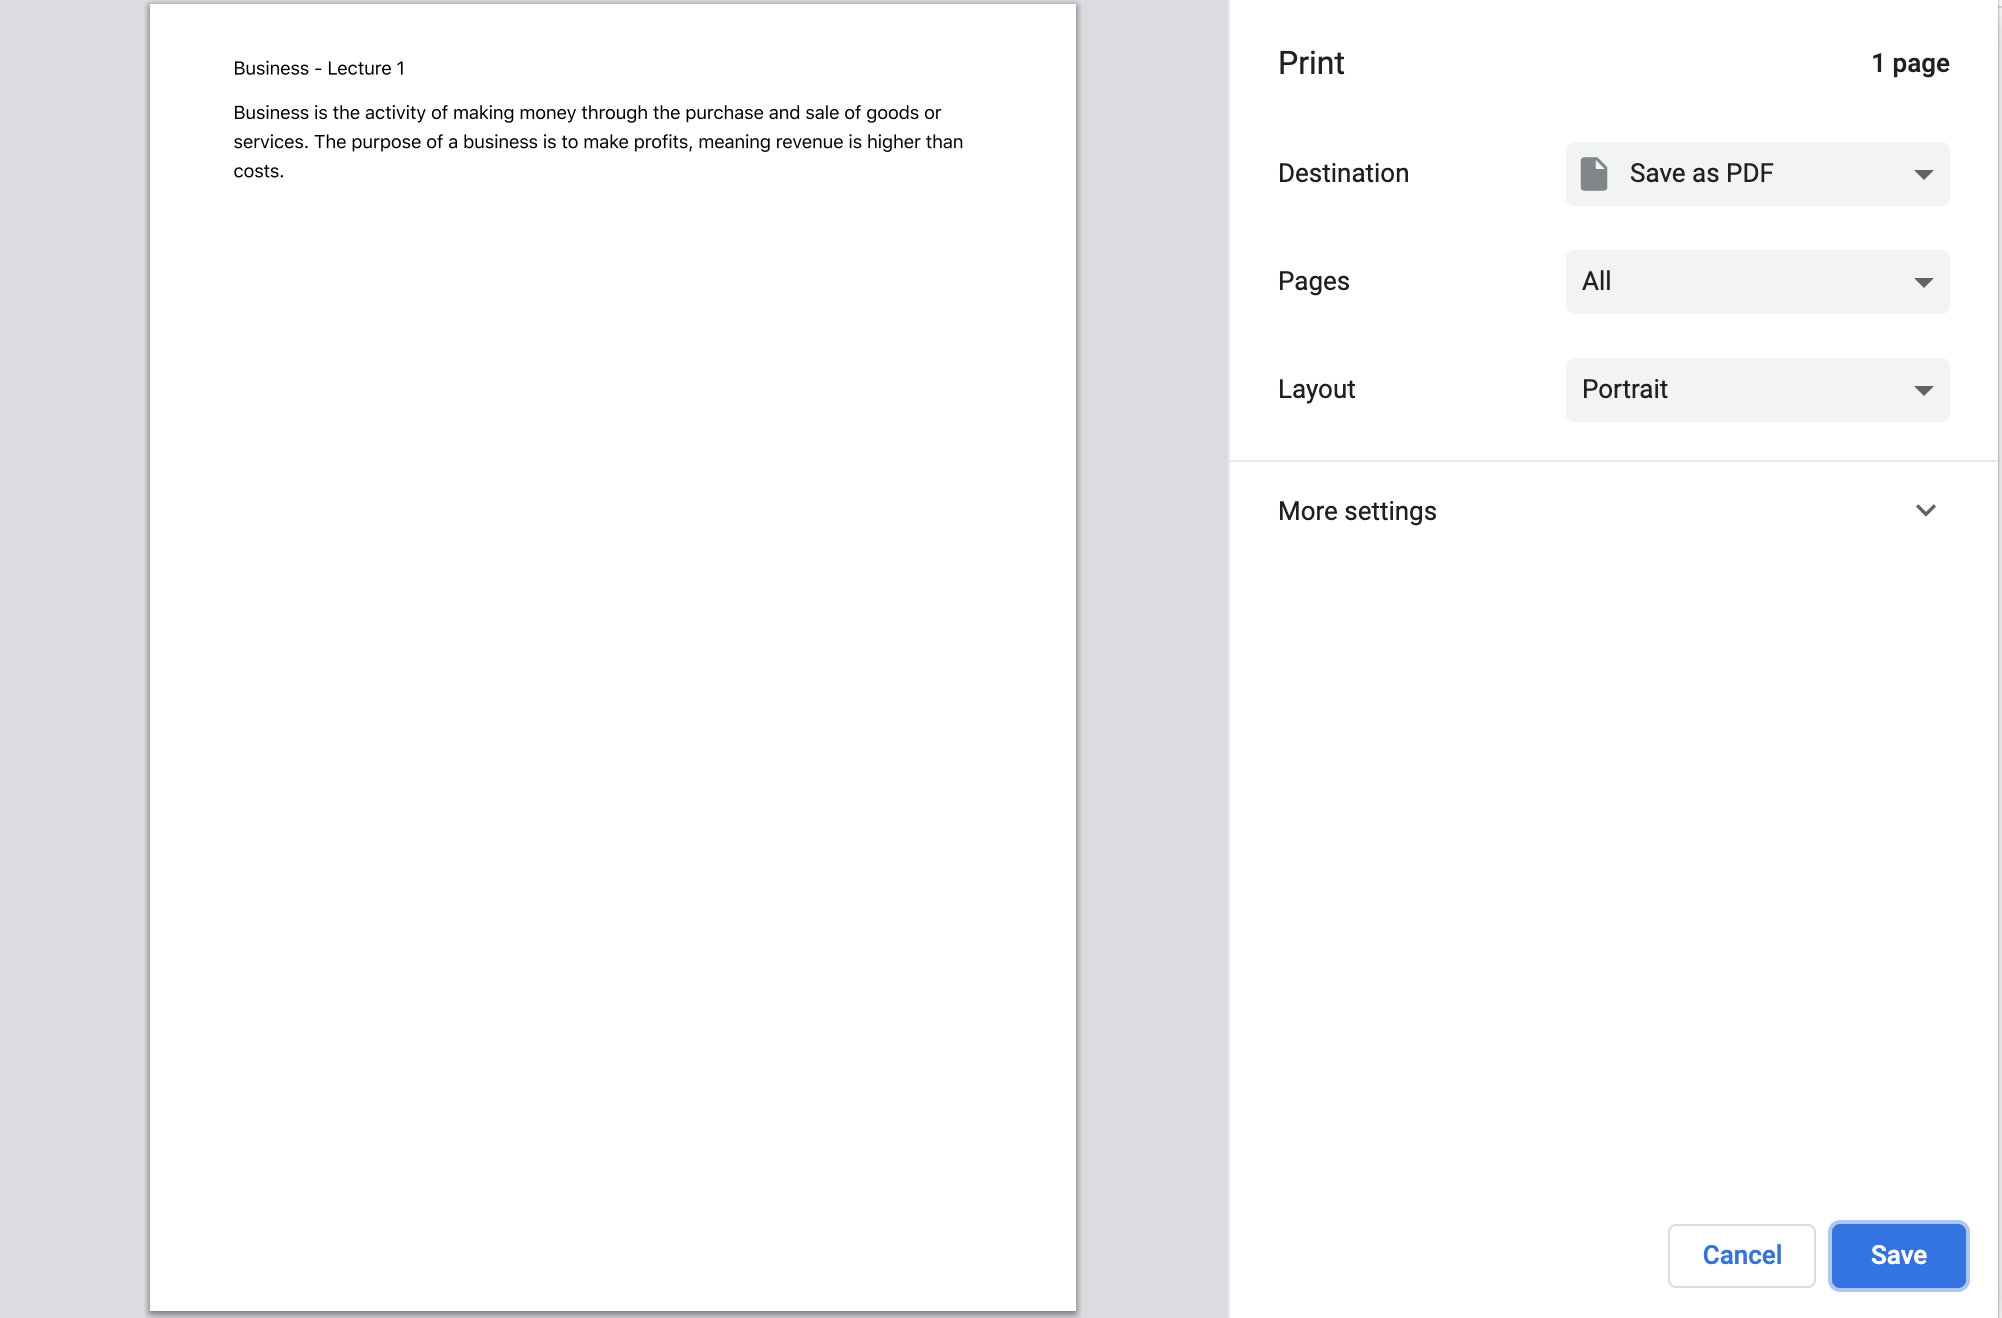 Business - Lecture 1
Business is the activity of making money through the purchase and sale of goods or
services. The purpose of a business is to make profits, meaning revenue is higher than
costs.
Print
1 page
Destination
Save as PDF
Pages
All
Layout
Portrait
More settings
Cancel
Save